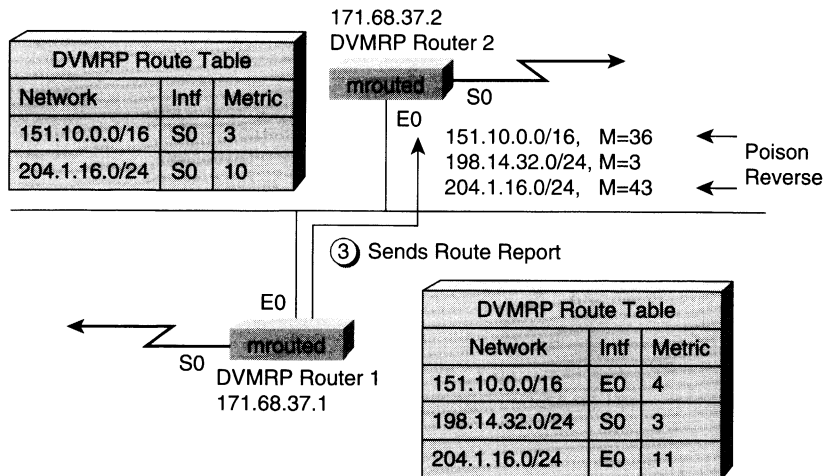 171.68.37.2
DVMRP Router 2
mrouted
S0
E0
DVMRP Route Table
Network Intf Metric
151.10.0.0/16 S0 3
204.1.16.0/24 S0 10
151.10.0.0/16, M=36
198.14.32.0/24, M=3
204.1.16.0/24, M=43
Poison
Reverse
3 Sends Route Report
E0
mrouted
S0
DVMRP Router 1
171.68.37.1
DVMRP Route Table
Network Intf Metric
151.10.0.0/16 E0 4
198.14.32.0/24 S0 3
204.1.16.0/24 E0 11